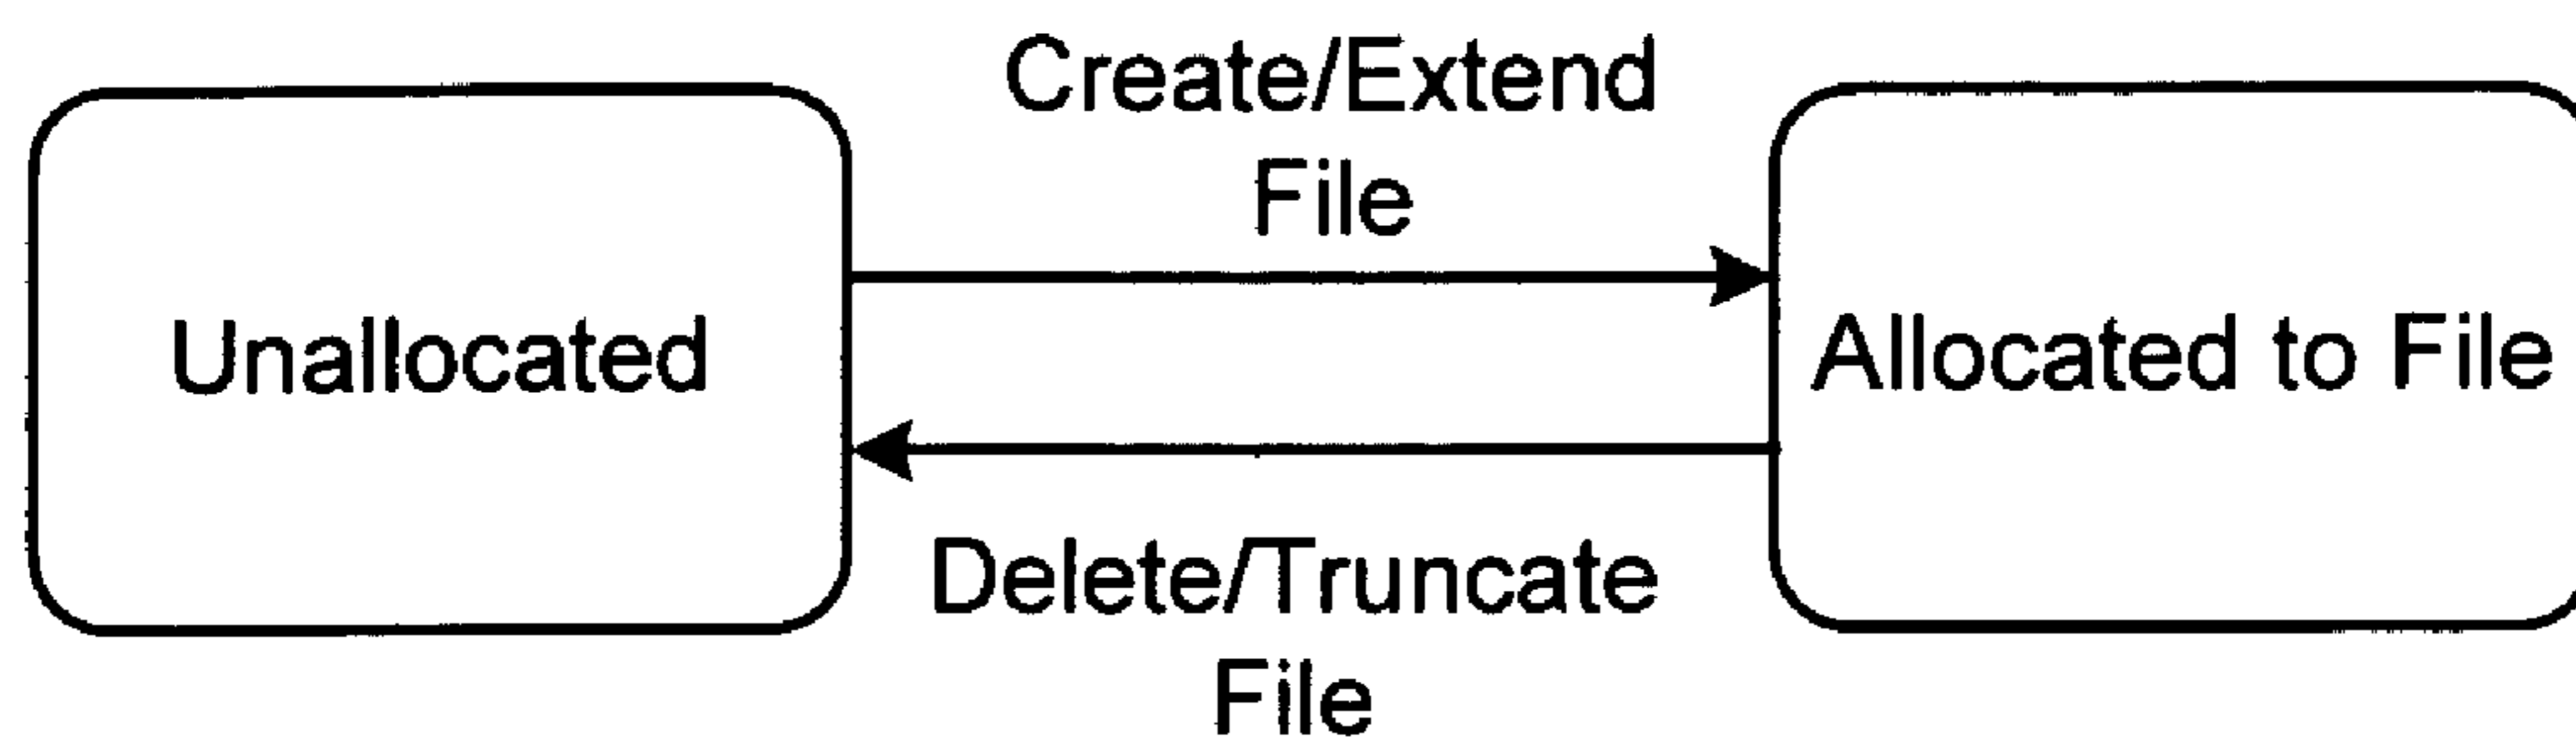 Create/Extend
File
Unallocated
Allocated to File
Delete/Truncate
File